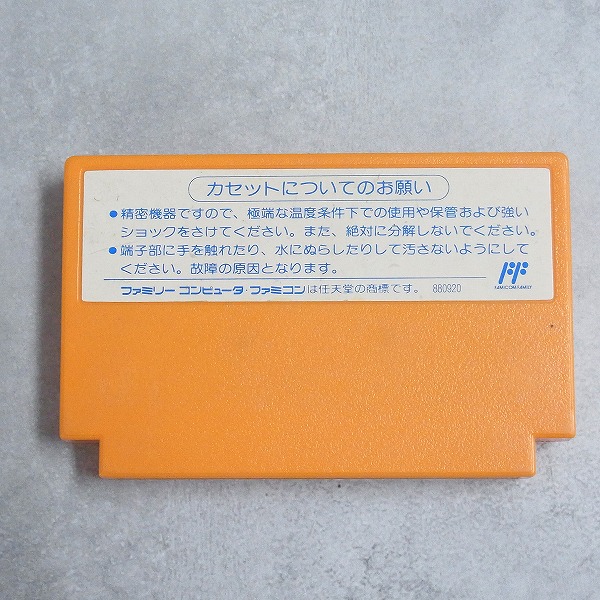 カセットについてのお願い
●精密機器ですので、極端な温度条件下での使用や保管および強い
ショックをさけてください。また、絶対に分解しないでください。
●端子部に手を触れたり、水にぬらしたりして汚さないようにして
ください。故障の原因となります。
ファミリー コンピュータ・ファミコンは任天堂の商標です。 880920
FF
FAMICOM FAMILY